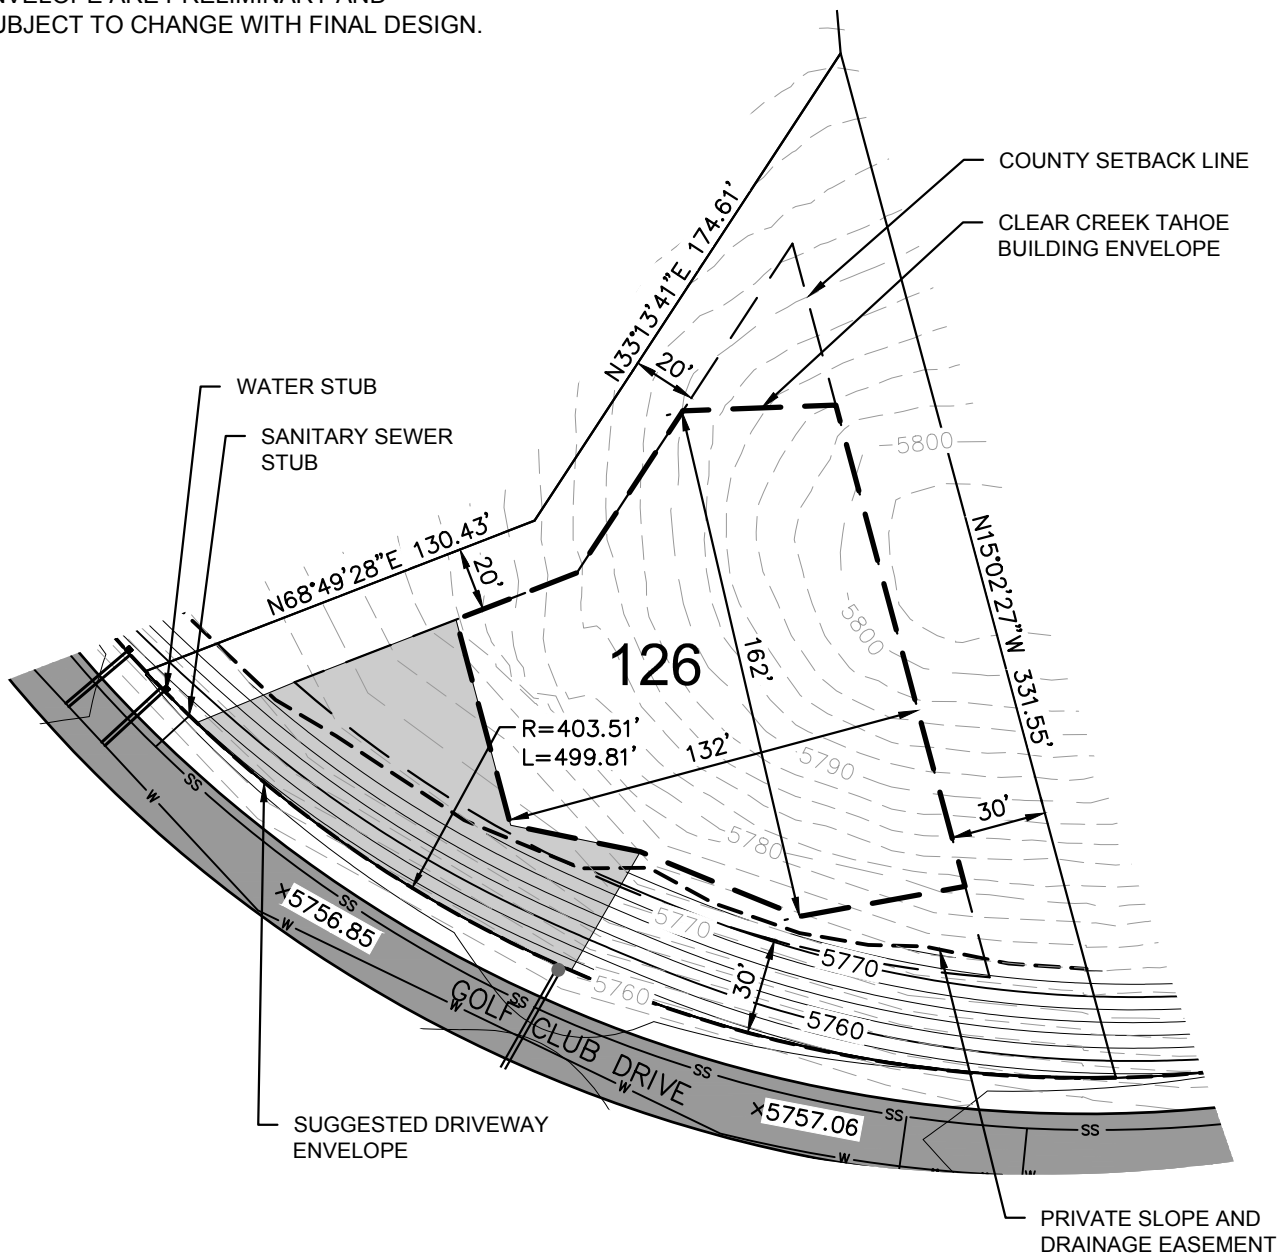 UBJECT TO CHANGE WITH FINAL DESIGN.
COUNTY SETBACK LINE
CLEAR CREEK TAHOE
BUILDING ENVELOPE
N33°13'41"E 174.61'
20'
WATER STUB
SANITARY SEWER
STUB
5800
N68°49'28"E 130.43'
20'
N15°02'27"W 331.55'
5800
126
162'
R=403.51'
L=499.81'
132'
5790
30'
5780
SS
W
5770
5770
×5756.85
SS
W
30'
5760
5760
GOLF CLUB DRIVE
SS
W
W
SS
×5757.06
SS
SS
W
W
SUGGESTED DRIVEWAY
ENVELOPE
PRIVATE SLOPE AND
DRAINAGE EASEMENT